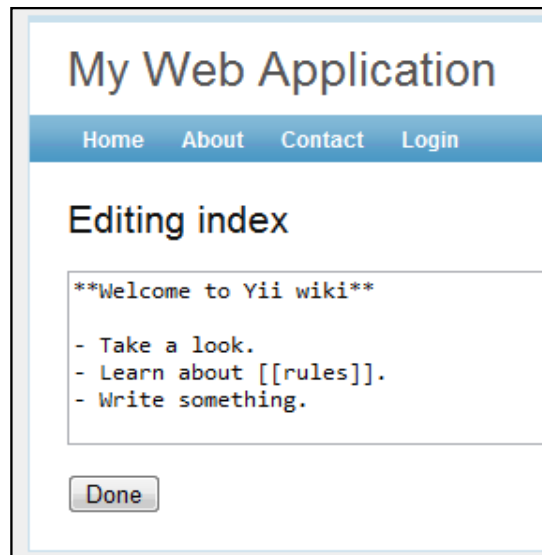 My Web Application
Home About Contact Login
Editing index
**Welcome to Yii wiki**
- Take a look.
- Learn about [[rules]].
- Write something.
Done